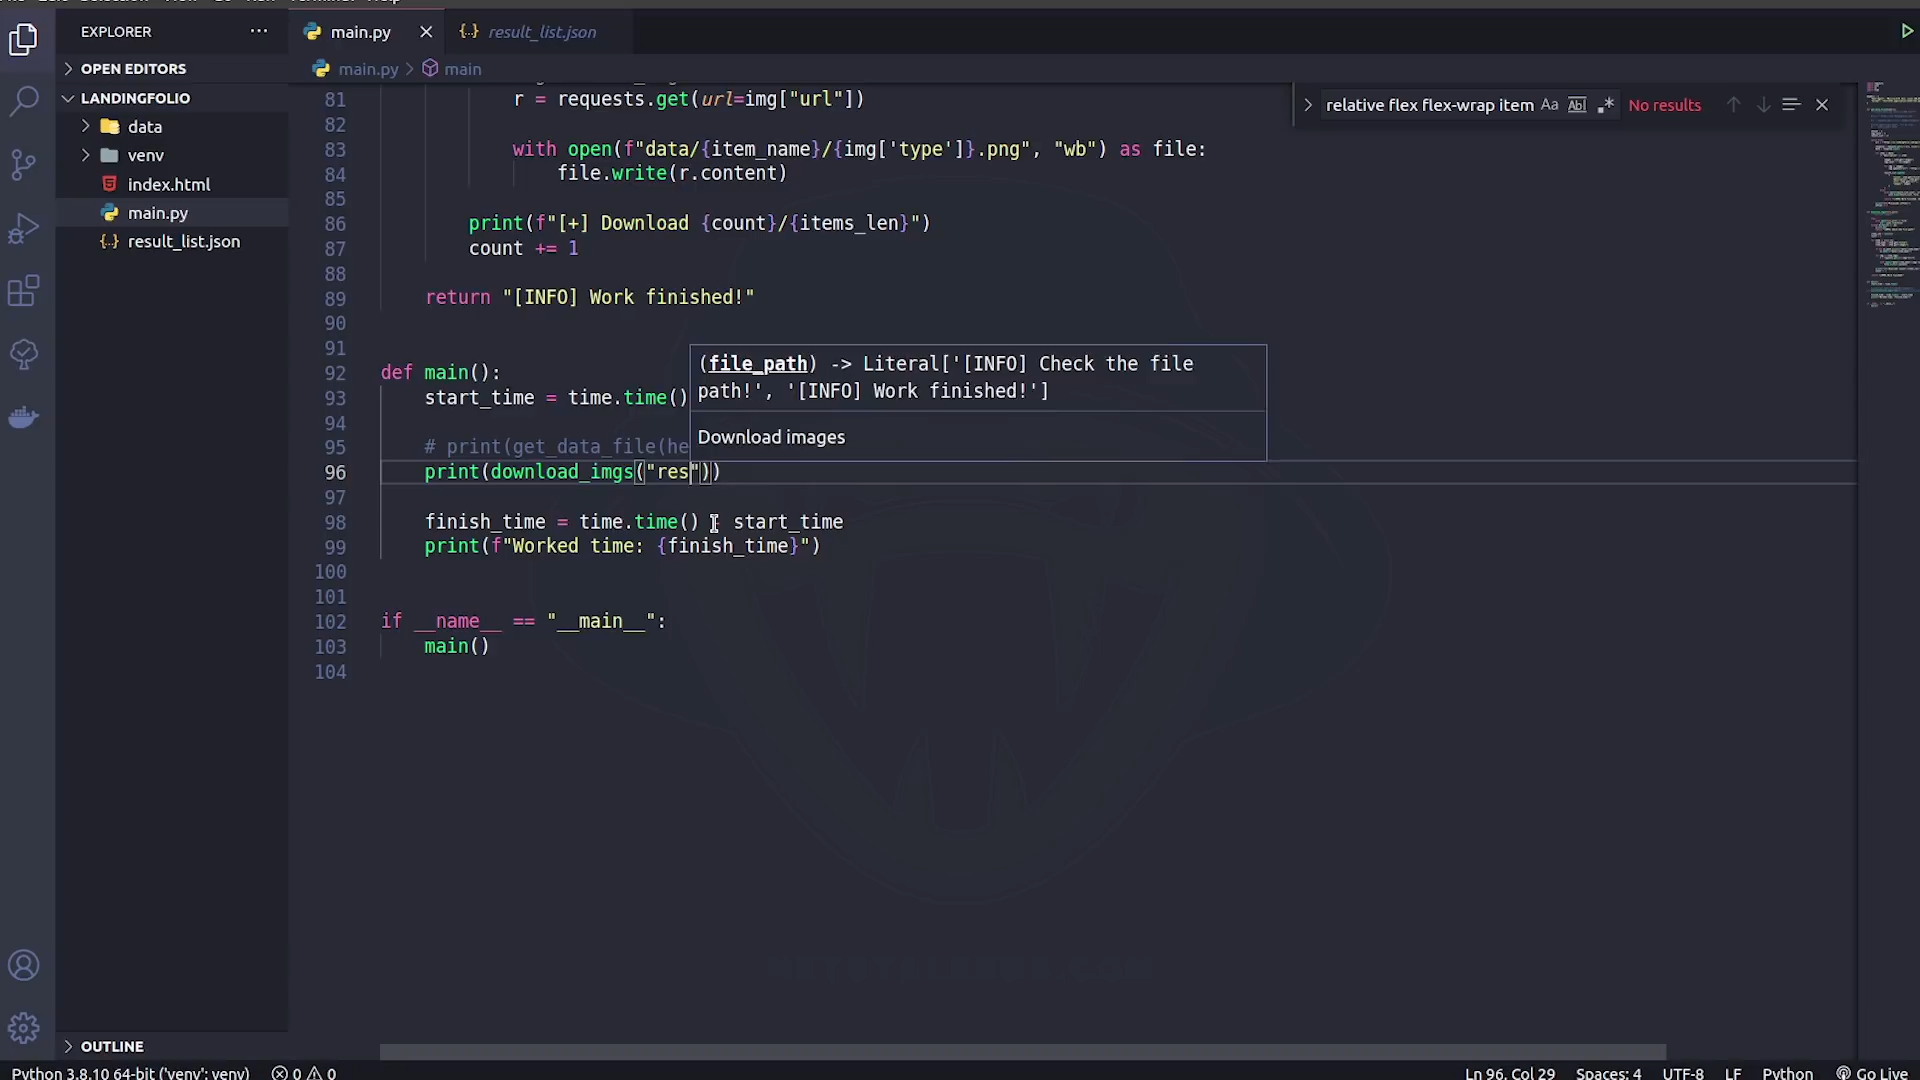 EXPLORER
main.py
result_list.json
OPEN EDITORS
main.py > main
LANDINGFOLIO
data
venv
index.html
main.py
result_list.json
relative flex flex-wrap item Aa Abl .* No results
81 r = requests.get(url=img["url"])
82
83 with open(f"data/{item_name}/{img['type']}.png", "wb") as file:
84 file.write(r.content)
85
86 print(f"[+] Download {count}/{items_len}")
87 count += 1
88
89 return "[INFO] Work finished!"
90
91
(file_path) -> Literal['[INFO] Check the file
path!', '[INFO] Work finished!']
Download images
92 def main():
93 start_time = time.time()
94
95 # print(get_data_file(he
96 print(download_imgs("res"))
97
98 finish_time = time.time() start_time
99 print(f"Worked time: {finish_time}")
100
101
102 if __name__ == "__main__":
103 main()
104
OUTLINE
Python 3.8.10 64-bit ('venv': venv) 0 0 Ln 96, Col 29 Spaces: 4 UTF-8 LF Python Go Live